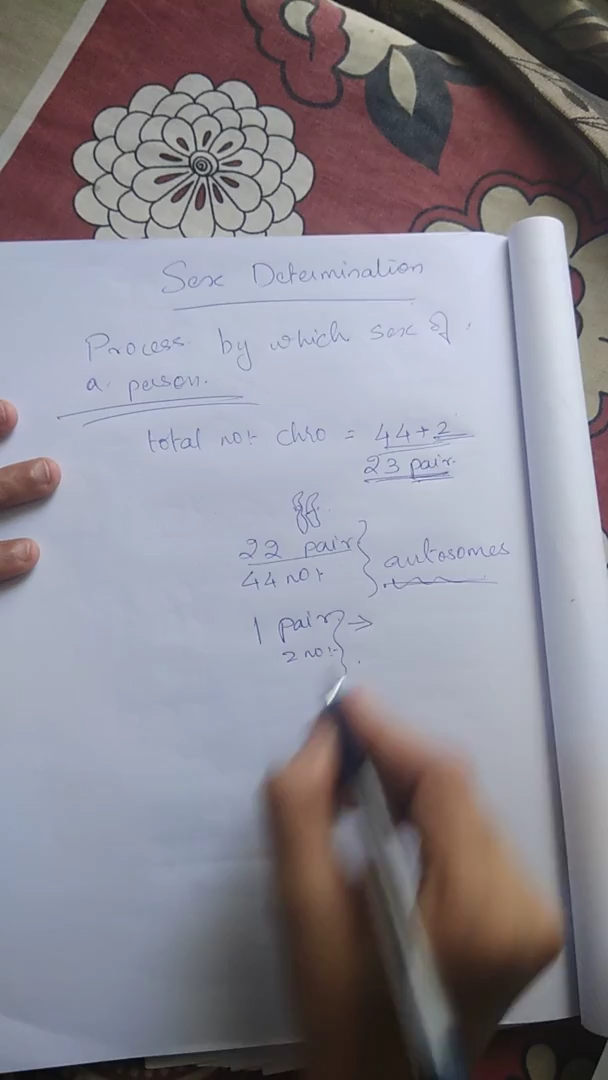 Sex Determination
Process by which sex of
a person.
total no:- chro = 44+2
23 pair.
22 pair } autosomes
44 no:-
1 pair } →
2 no:-